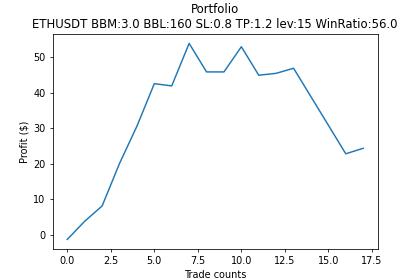 Portfolio
ETHUSDT BBM:3.0 BBL:160 SL:0.8 TP:1.2 lev:15 WinRatio:56.0
50
40
30
20
10
0
Profit ($)
0.0 2.5 5.0 7.5 10.0 12.5 15.0 17.5
Trade counts